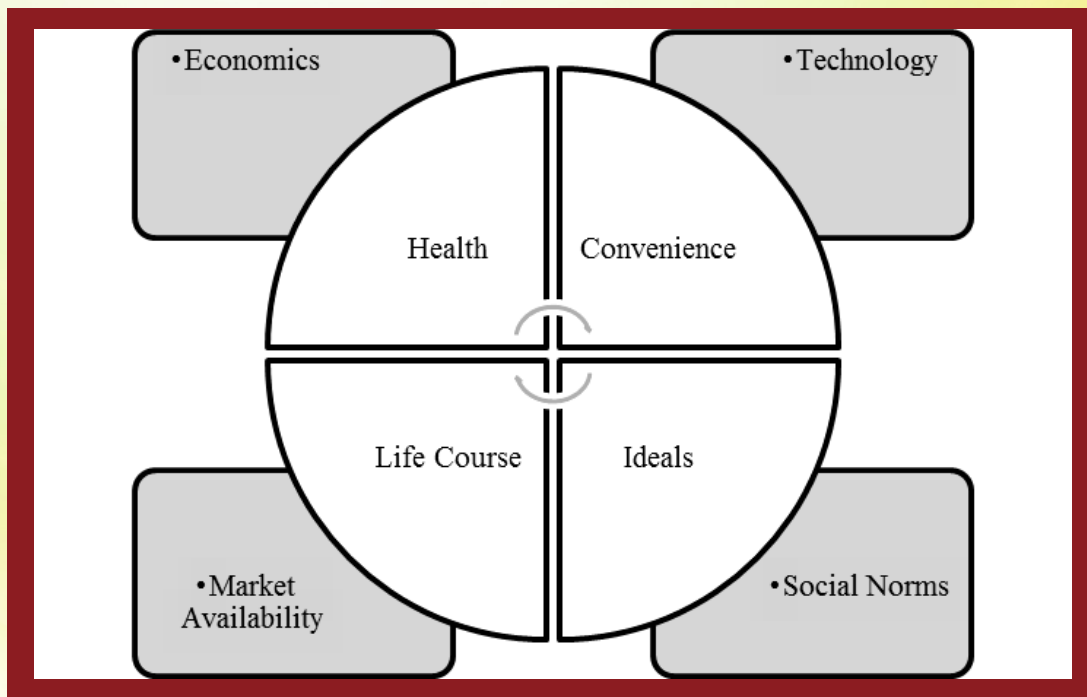 •Economics
•Technology
Health
Convenience
Life Course
Ideals
•Market
Availability
•Social Norms